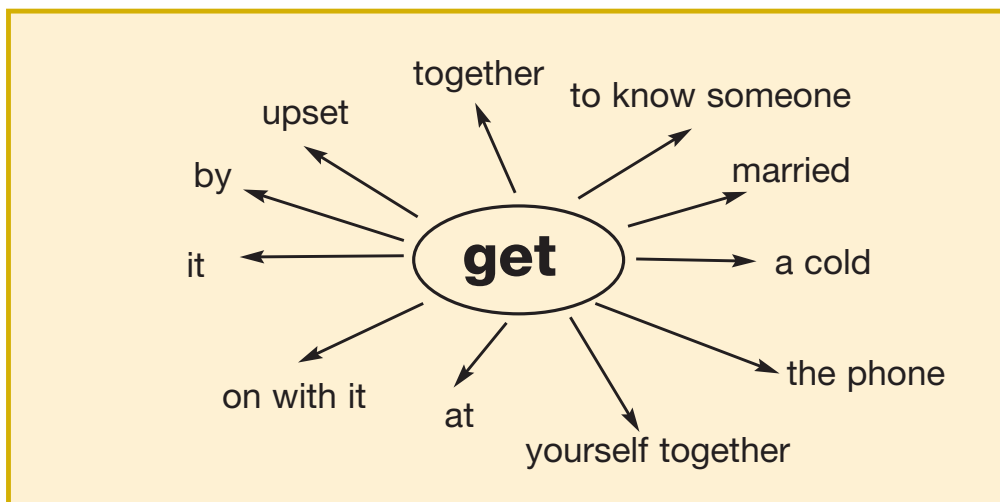 together
to know someone
upset
married
by
get
it
a cold
the phone
on with it
at
yourself together